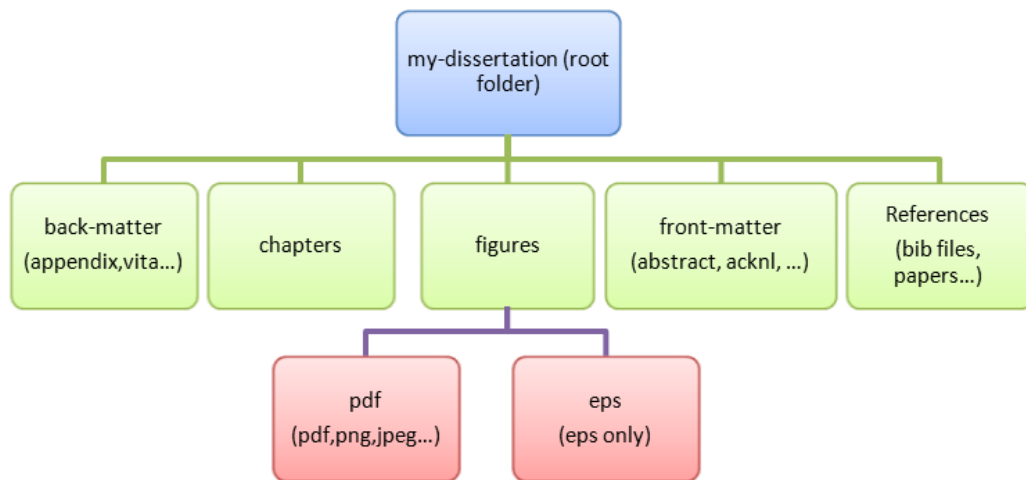 my-dissertation (root
folder)
back-matter
(appendix,vita…)
chapters
figures
front-matter
(abstract, acknl, …)
References
(bib files,
papers…)
pdf
(pdf,png,jpeg…)
eps
(eps only)